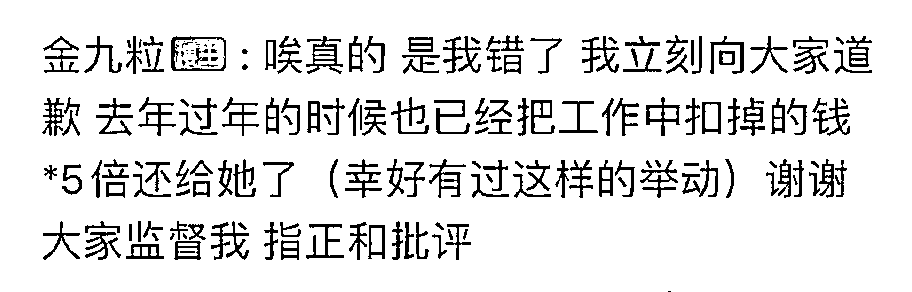 金九粒：唉真的 是我错了 我立刻向大家道
歉 去年过年的时候也已经把工作中扣掉的钱
*5倍还给她了（幸好有过这样的举动）谢谢
大家监督我 指正和批评